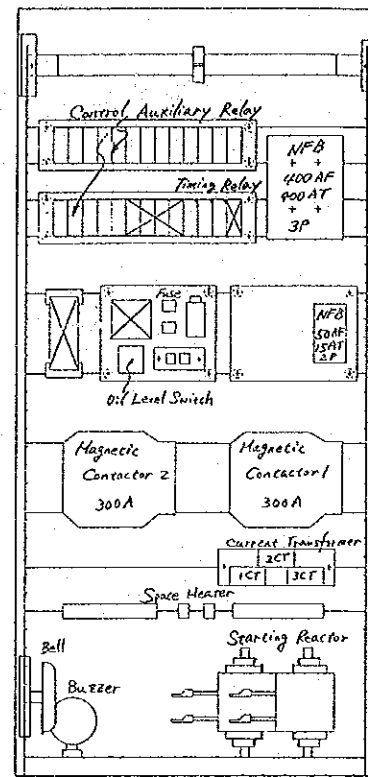 Control Auxiliary Relay
NFB
400AF
400AT
3P
Timing Relay
Fuse
NFB
50AF
15AT
2P
Oil Level Switch
Magnetic
Contactor 2
300A
Magnetic
Contactor 1
300A
Current Transformer
2CT
1CT
3CT
Space Heater
Bell
Buzzer
Starting Reactor